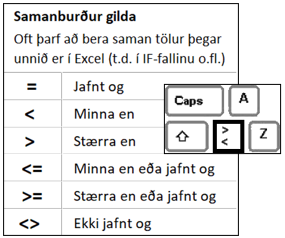 Samanburður gilda
Oft þarf að bera saman tölur þegar
unnið er í Excel (t.d. í IF-fallinu o.fl.)
= Jafnt og
< Minna en
> Stærra en
<= Minna en eða jafnt og
>= Stærra en eða jafnt og
<> Ekki jafnt og
Caps A
⇧ > Z
<